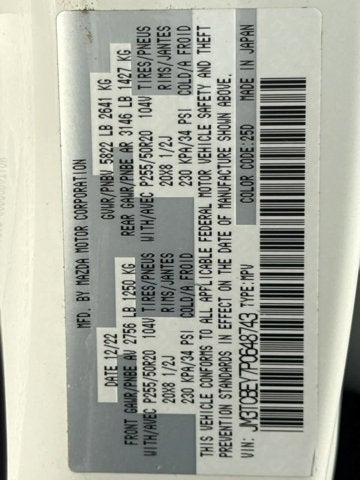 MFD. BY MAZDA MOTOR CORPORATION
DATE 12/22
GVWR/PNBV 5822 LB 2641 KG
FRONT GAWR/PNBE AV 2756 LB 1250 KG
REAR GAWR/PNBE AR 3146 LB 1427 KG
WITH/AVEC P255/50R20 104V TIRES/PNEUS
WITH/AVEC P255/50R20 104V TIRES/PNEUS
20X8 1/2J RIMS/JANTES
20X8 1/2J RIMS/JANTES
230 KPA/34 PSI COLD/A FROID
230 KPA/34 PSI COLD/A FROID
THIS VEHICLE CONFORMS TO ALL APPLICABLE FEDERAL MOTOR VEHICLE SAFETY AND THEFT
PREVENTION STANDARDS IN EFFECT ON THE DATE OF MANUFACTURE SHOWN ABOVE.
VIN: JM3TCBEY7P0648743 TYPE:MPV
COLOR CODE:25D MADE IN JAPAN